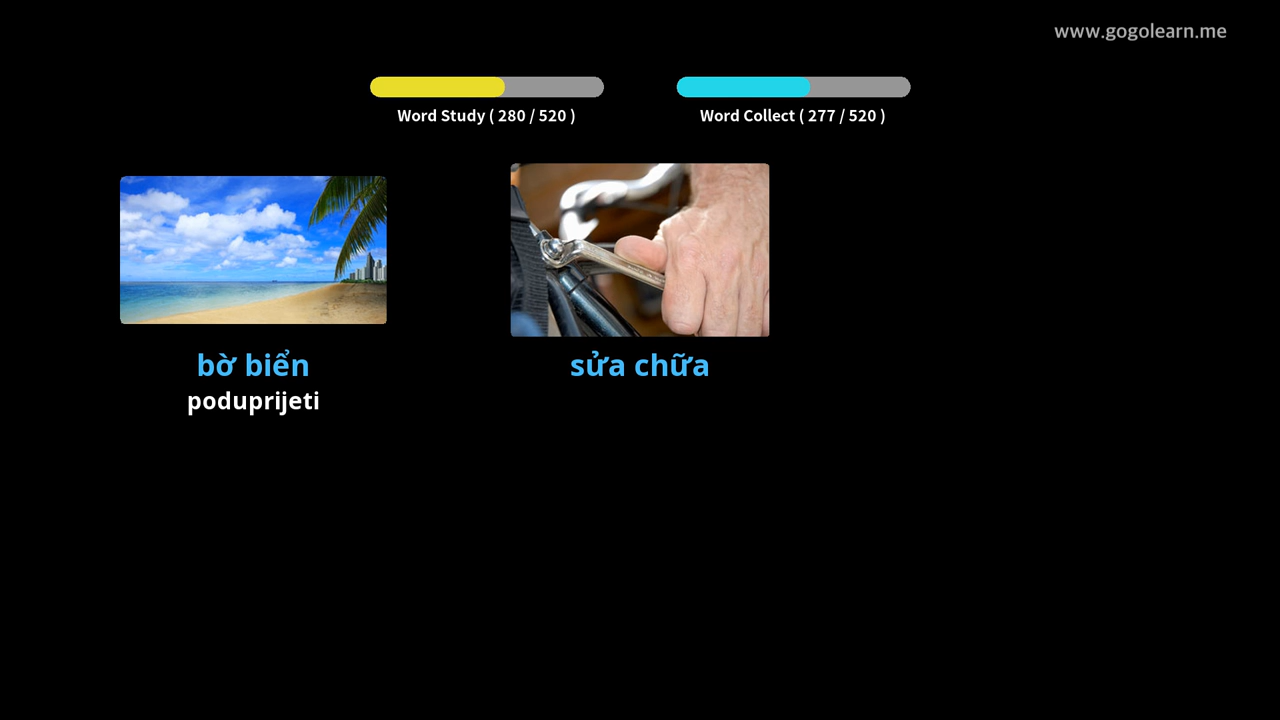 www.gogolearn.me
Word Study ( 280 / 520 )
Word Collect ( 277 / 520 )
bờ biển
poduprijeti
sửa chữa